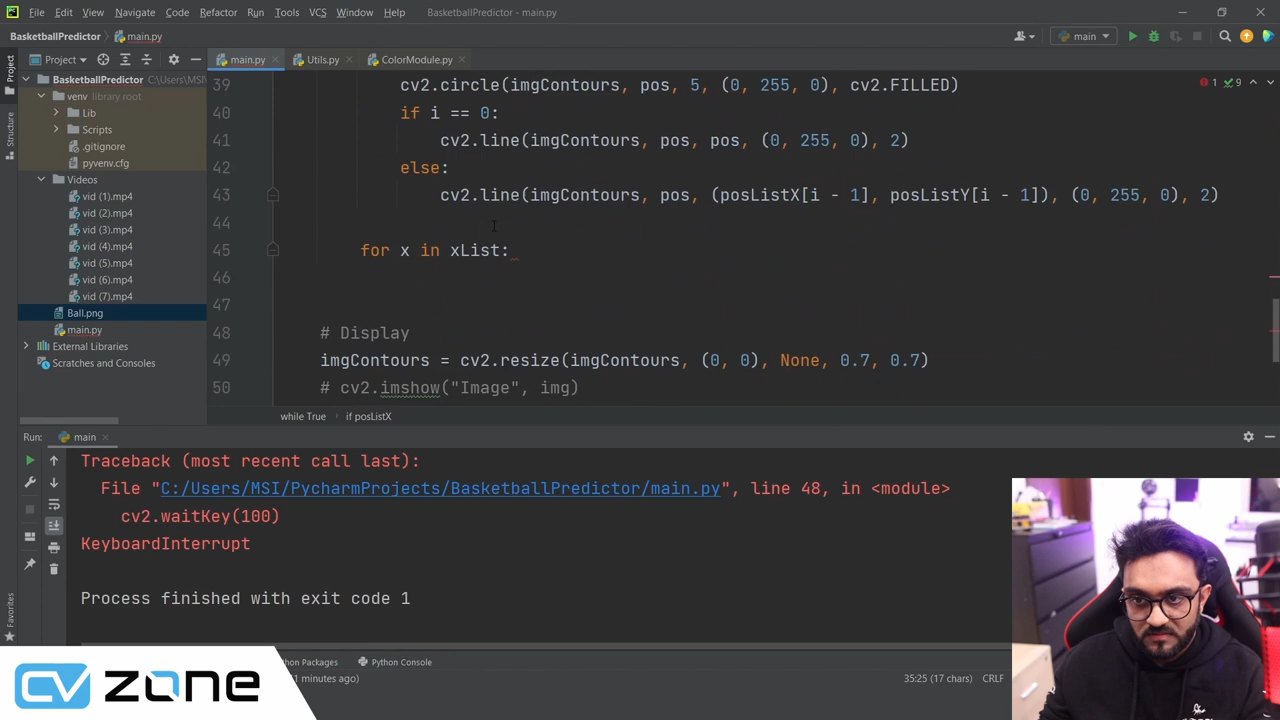 File Edit View Navigate Code Refactor Run Tools VCS Window Help BasketballPredictor - main.py
BasketballPredictor main.py
main
Project
Project
main.py
Utils.py
ColorModule.py
BasketballPredictor C:\Users\MSI
venv library root
Lib
Scripts
.gitignore
pyvenv.cfg
Videos
vid (1).mp4
vid (2).mp4
vid (3).mp4
vid (4).mp4
vid (5).mp4
vid (6).mp4
vid (7).mp4
Ball.png
main.py
External Libraries
Scratches and Consoles
Structure
Favorites
1 9
39 cv2.circle(imgContours, pos, 5, (0, 255, 0), cv2.FILLED)
40 if i == 0:
41 cv2.line(imgContours, pos, pos, (0, 255, 0), 2)
42 else:
43 cv2.line(imgContours, pos, (posListX[i - 1], posListY[i - 1]), (0, 255, 0), 2)
44
45 for x in xList:
46
47
48 # Display
49 imgContours = cv2.resize(imgContours, (0, 0), None, 0.7, 0.7)
50 # cv2.imshow("Image", img)
while True if posListX
Run: main
Traceback (most recent call last):
File "C:/Users/MSI/PycharmProjects/BasketballPredictor/main.py", line 48, in <module>
cv2.waitKey(100)
KeyboardInterrupt
Process finished with exit code 1
Packages Python Console
minutes ago) 35:25 (17 chars) CRLF
CV ZONE